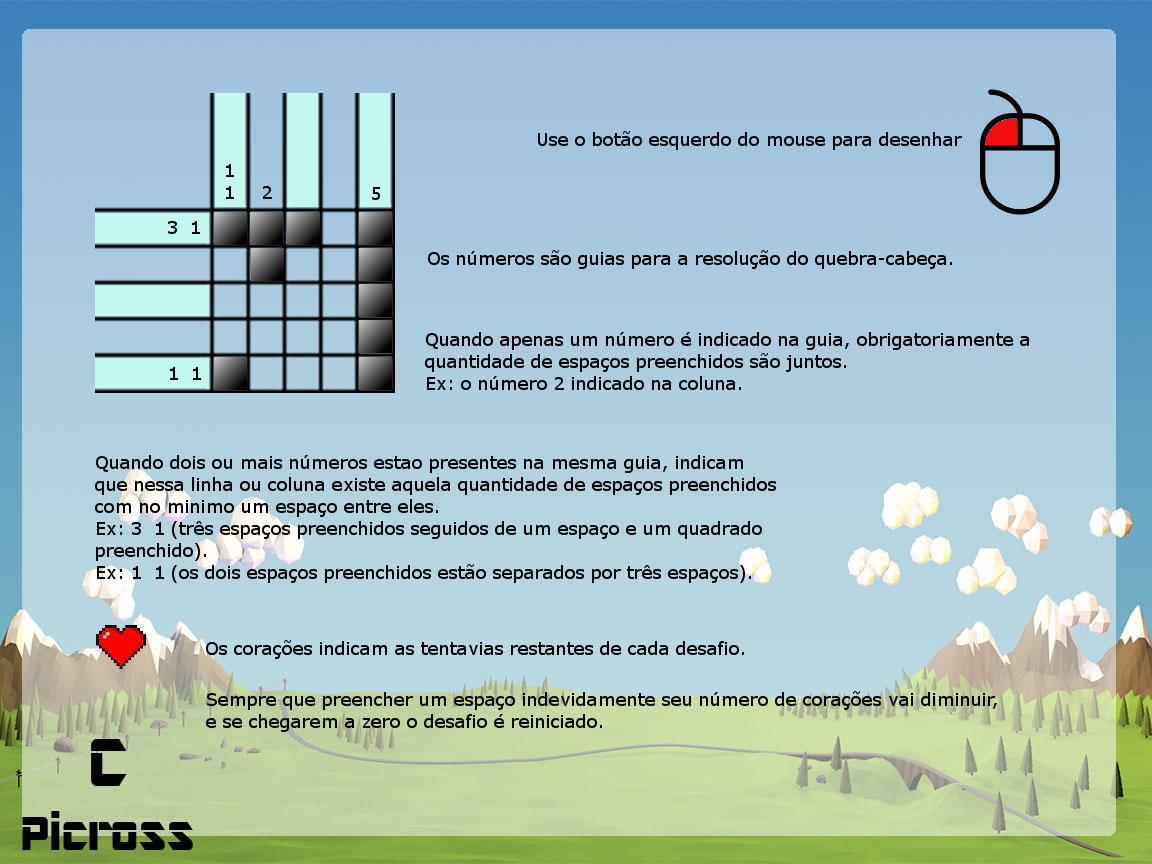 Use o botão esquerdo do mouse para desenhar
1
1 2 5
3 1
Os números são guias para a resolução do quebra-cabeça.
Quando apenas um número é indicado na guia, obrigatoriamente a
quantidade de espaços preenchidos são juntos.
Ex: o número 2 indicado na coluna.
1 1
Quando dois ou mais números estao presentes na mesma guia, indicam
que nessa linha ou coluna existe aquela quantidade de espaços preenchidos
com no minimo um espaço entre eles.
Ex: 3 1 (três espaços preenchidos seguidos de um espaço e um quadrado
preenchido).
Ex: 1 1 (os dois espaços preenchidos estão separados por três espaços).
Os corações indicam as tentavias restantes de cada desafio.
Sempre que preencher um espaço indevidamente seu número de corações vai diminuir,
e se chegarem a zero o desafio é reiniciado.
C
Picross